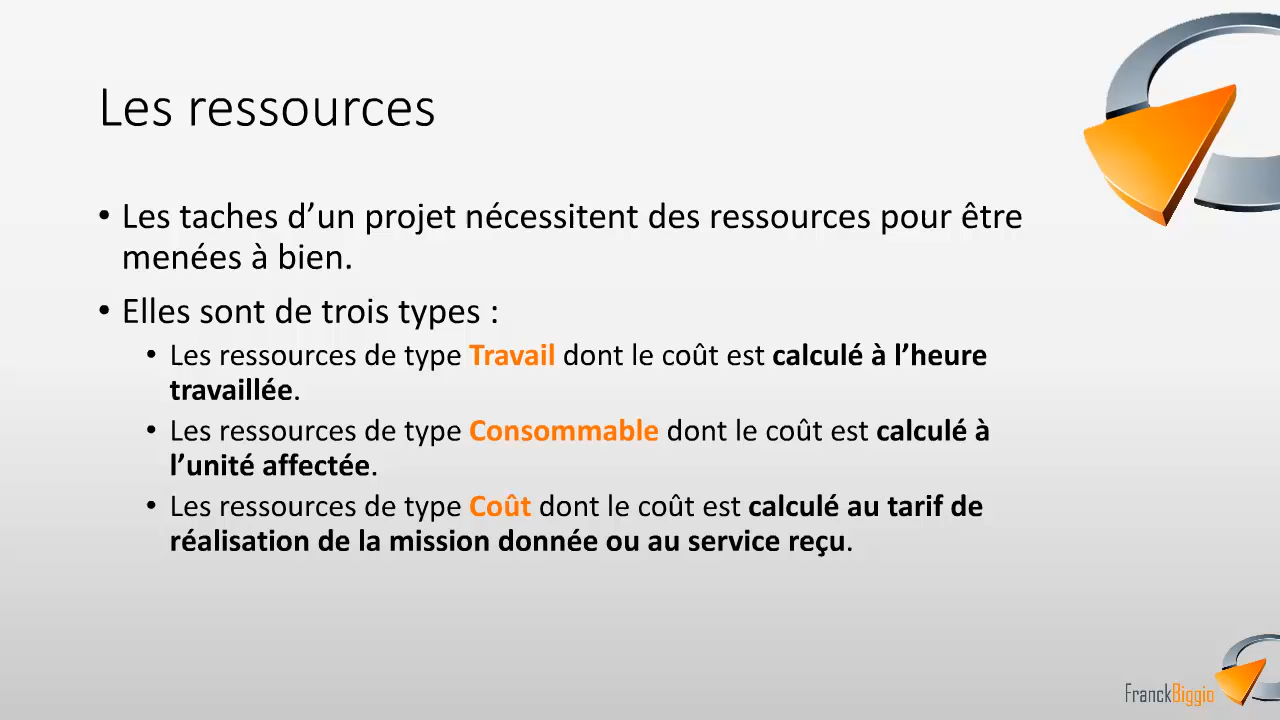 Les ressources
• Les taches d’un projet nécessitent des ressources pour être
menées à bien.
• Elles sont de trois types :
• Les ressources de type Travail dont le coût est calculé à l’heure
travaillée.
• Les ressources de type Consommable dont le coût est calculé à
l’unité affectée.
• Les ressources de type Coût dont le coût est calculé au tarif de
réalisation de la mission donnée ou au service reçu.
FranckBiggio